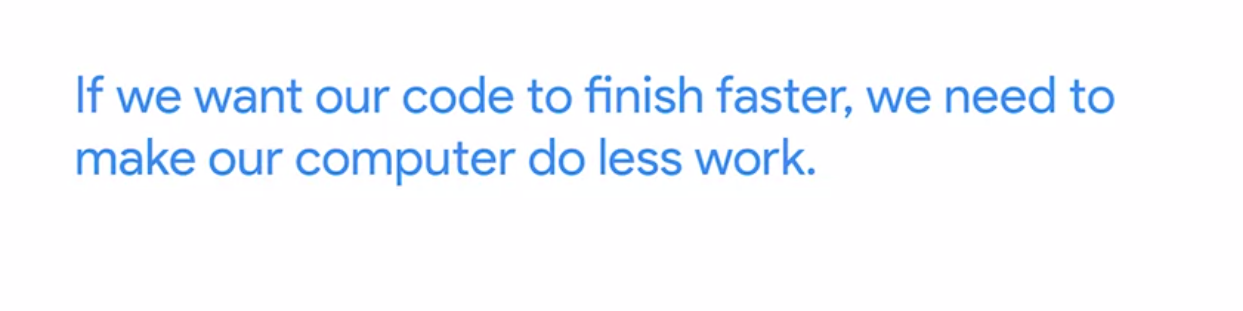 If we want our code to finish faster, we need to
make our computer do less work.